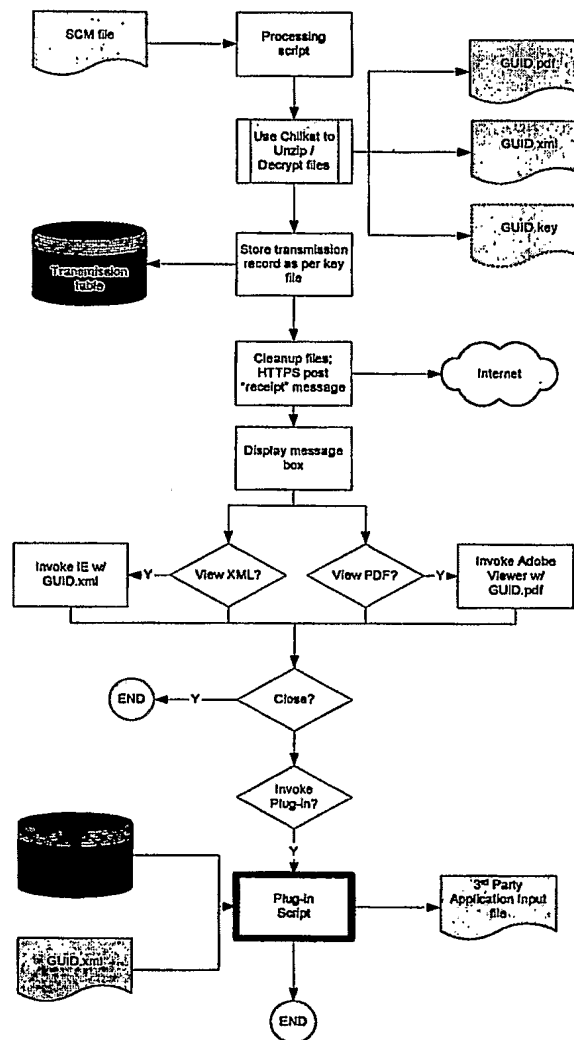 SCM file
Processing
script
GUID.pdf
Use Chilkat to
Unzip /
Decrypt files
GUID.xml
GUID.key
Transmission
table
Store transmission
record as per key
file
Cleanup files;
HTTPS post
"receipt" message
Internet
Display message
box
Invoke IE w/
GUID.xml
Y
View XML?
View PDF?
Y
Invoke Adobe
Viewer w/
GUID.pdf
END
Y
Close?
Invoke
Plug-in?
Y
Plug-in
Script
3rd Party
Application Input
file
GUID.xml
END